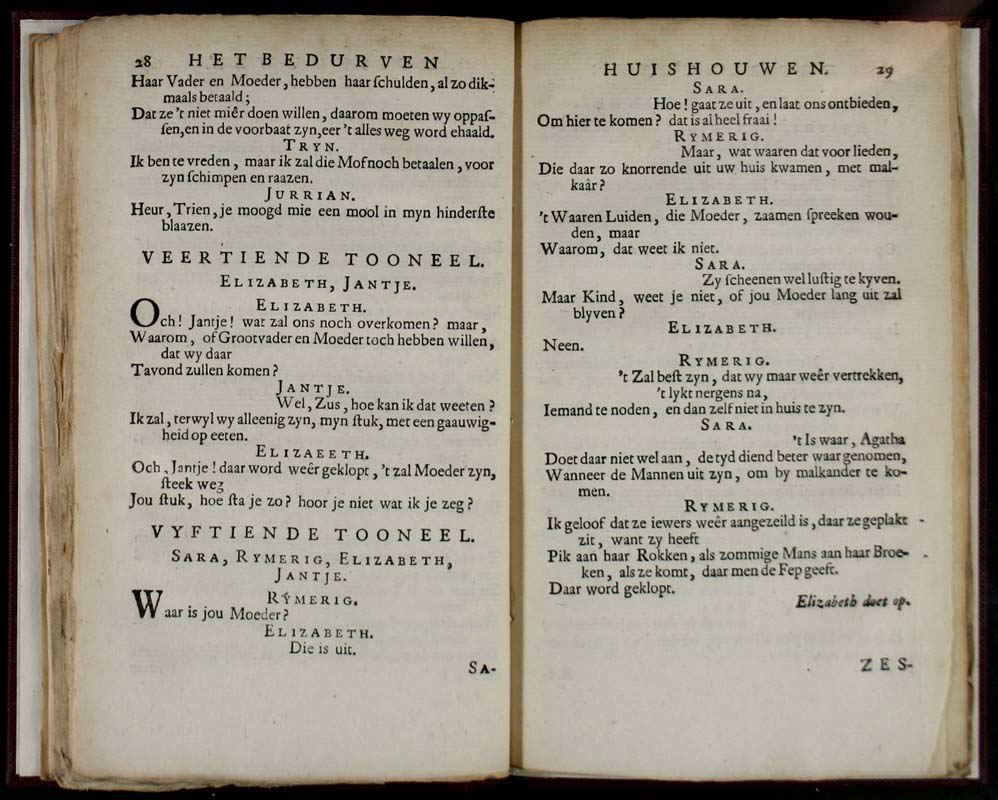 28 HET BEDURVEN
Haar Vader en Moeder, hebben haar schulden, al zo dik-
maals betaald;
Dat ze 't niet miêr doen willen, daarom moeten wy oppas-
sen,en in de voorbaat zyn,eer 't alles weg word ehaald.
TRYN.
Ik ben te vreden, maar ik zal die Mof noch betaalen, voor
zyn schimpen en raazen.
JURRIAN.
Heur, Trien, je moogd mie een mool in myn hinderste
blaazen.
VEERTIENDE TOONEEL.
ELIZABETH, JANTJE.
ELIZABETH.
Och! Jantje! wat zal ons noch overkomen? maar,
Waarom, of Grootvader en Moeder toch hebben willen,
dat wy daar
Tavond zullen komen?
JANTJE.
Wel, Zus, hoe kan ik dat weeten?
Ik zal, terwyl wy alleenig zyn, myn stuk, met een gaauwig-
heid op eeten.
ELIZAEETH.
Och, Jantje! daar word weêr geklopt, 't zal Moeder zyn,
steek weg
Jou stuk, hoe sta je zo? hoor je niet wat ik je zeg?
VYFTIENDE TOONEEL.
SARA, RYMERIG, ELIZABETH,
JANTJE.
RYMERIG.
Waar is jou Moeder?
ELIZABETH.
Die is uit.
SA-
HUISHOUWEN. 29
SARA.
Hoe! gaat ze uit, en laat ons ontbieden,
Om hier te komen? dat is al heel fraai!
RYMERIG.
Maar, wat waaren dat voor lieden,
Die daar zo knorrende uit uw huis kwamen, met mal-
kaâr?
ELIZABETH.
't Waaren Luiden, die Moeder, zaamen spreeken wou-
den, maar
Waarom, dat weet ik niet.
SARA.
Zy scheenen wel lustig te kyven.
Maar Kind, weet je niet, of jou Moeder lang uit zal
blyven?
ELIZABETH.
Neen.
RYMERIG.
't Zal best zyn, dat wy maar weêr vertrekken,
't lykt nergens na,
Iemand te noden, en dan zelf niet in huis te zyn.
SARA.
't Is waar, Agatha
Doet daar niet wel aan, de tyd diend beter waargenomen,
Wanneer de Mannen uit zyn, om by malkander te ko-
men.
RYMERIG.
Ik geloof dat ze iewers weêr aangezeild is, daar ze geplakt
zit, want zy heeft
Pik aan haar Rokken, als zommige Mans aan haar Broe-
ken, als ze komt, daar men de Fep geeft.
Daar word geklopt.
Elizabeth doet op.
ZES-